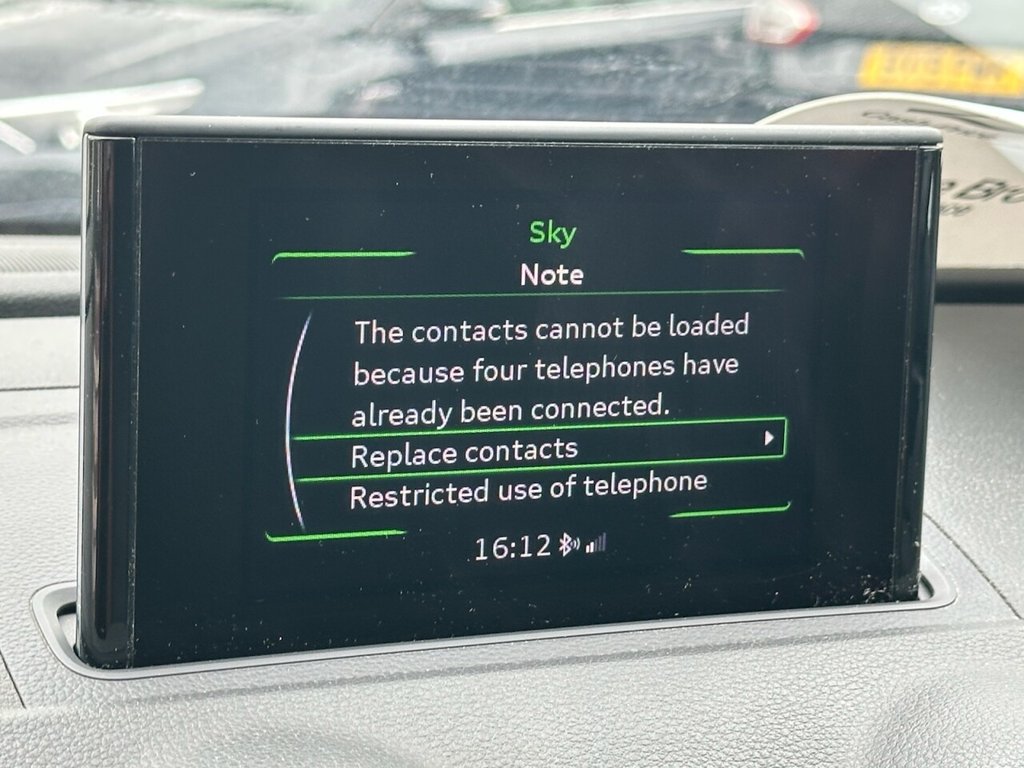 Sky
Note
The contacts cannot be loaded
because four telephones have
already been connected.
Replace contacts
Restricted use of telephone
16:12